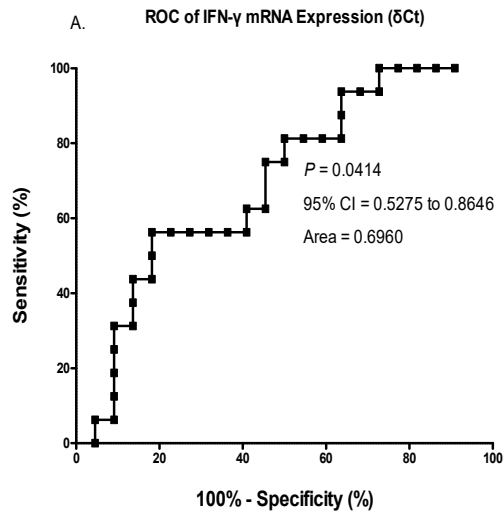 A. ROC of IFN-γ mRNA Expression (δCt)
Sensitivity (%)
100
80
60
40
20
0
P = 0.0414
95% CI = 0.5275 to 0.8646
Area = 0.6960
0 20 40 60 80 100
100% - Specificity (%)